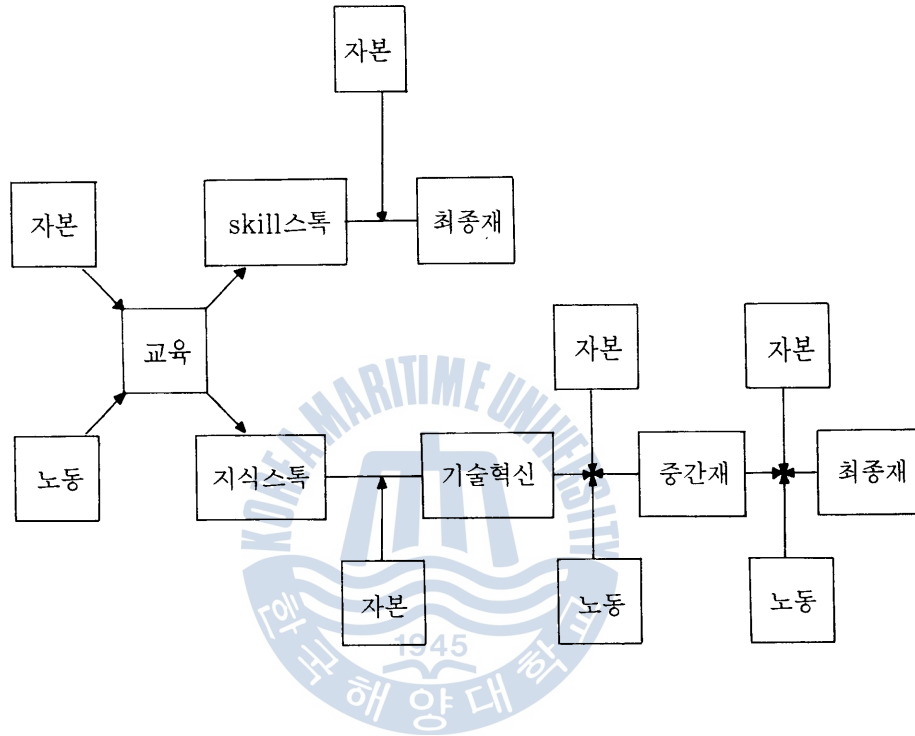 자본
자본
skill스톡
최종재
교육
자본
자본
노동
지식스톡
기술혁신
중간재
최종재
자본
노동
노동
KOREA MARITIME UNIVERSITY
1945
한국해양대학교